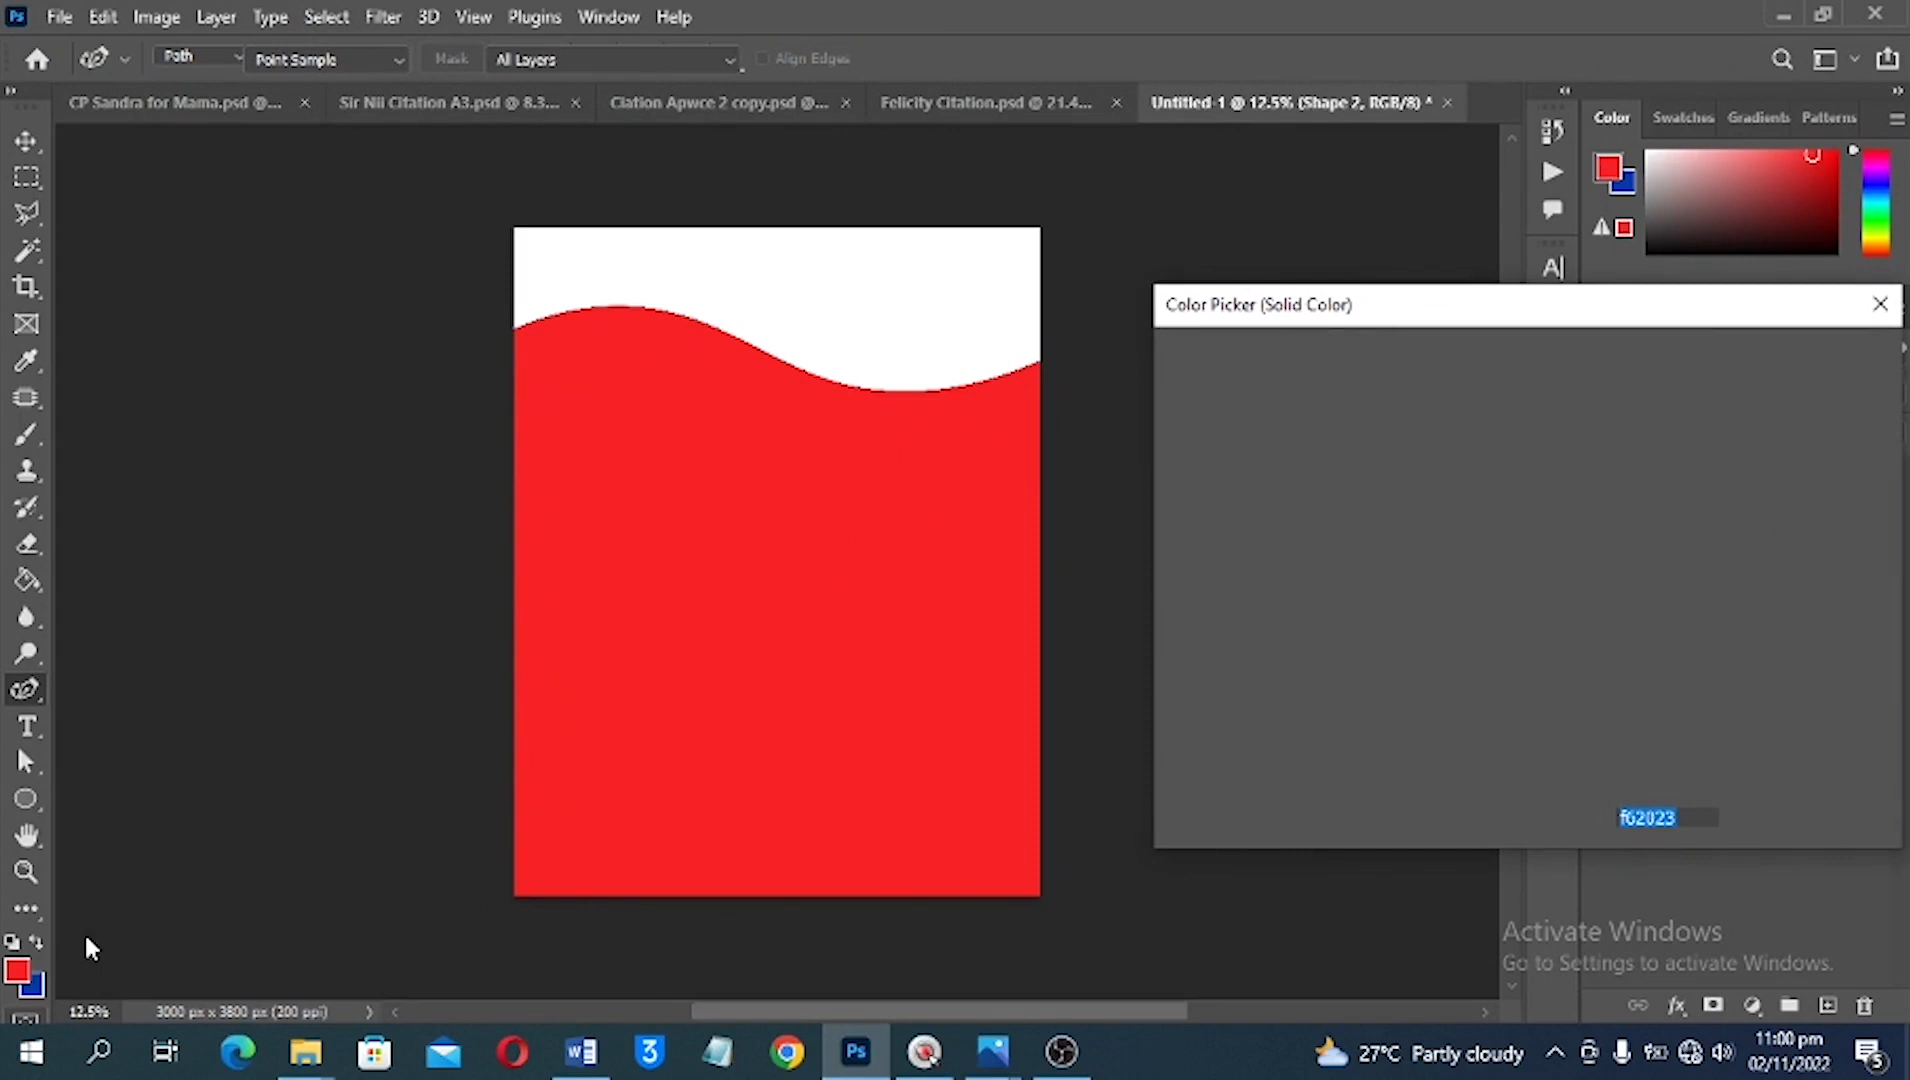 Ps File Edit Image Layer Type Select Filter 3D View Plugins Window Help
Path Point Sample Mask All Layers Align Edges
CP Sandra for Mama.psd @... × Sir Nii Citation A3.psd @ 8.3... × Ciation Apwce 2 copy.psd @... × Felicity Citation.psd @ 21.4... × Untitled-1 @ 12.5% (Shape 2, RGB/8) * ×
Color Swatches Gradients Patterns
Color Picker (Solid Color)
f62023
Activate Windows
Go to Settings to activate Windows.
12.5% 3000 px x 3800 px (200 ppi)
27°C Partly cloudy
11:00 pm
02/11/2022
5